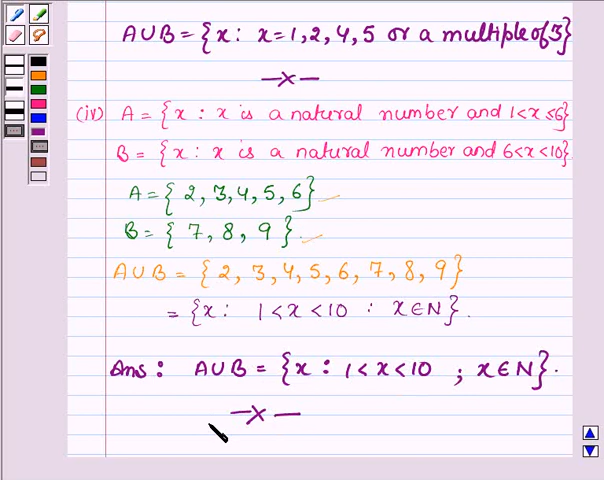 A∪B = {x : x=1,2,4,5 or a multiple of 3}
—x—
(iv) A = {x : x is a natural number and 1<x≤6}
B = {x : x is a natural number and 6<x<10}
A = {2, 3, 4, 5, 6}
B = {7, 8, 9}
A∪B = {2, 3, 4, 5, 6, 7, 8, 9}
= {x : 1<x<10 : x∈N}.
Ans : A∪B = {x : 1<x<10 ; x∈N}.
—x—